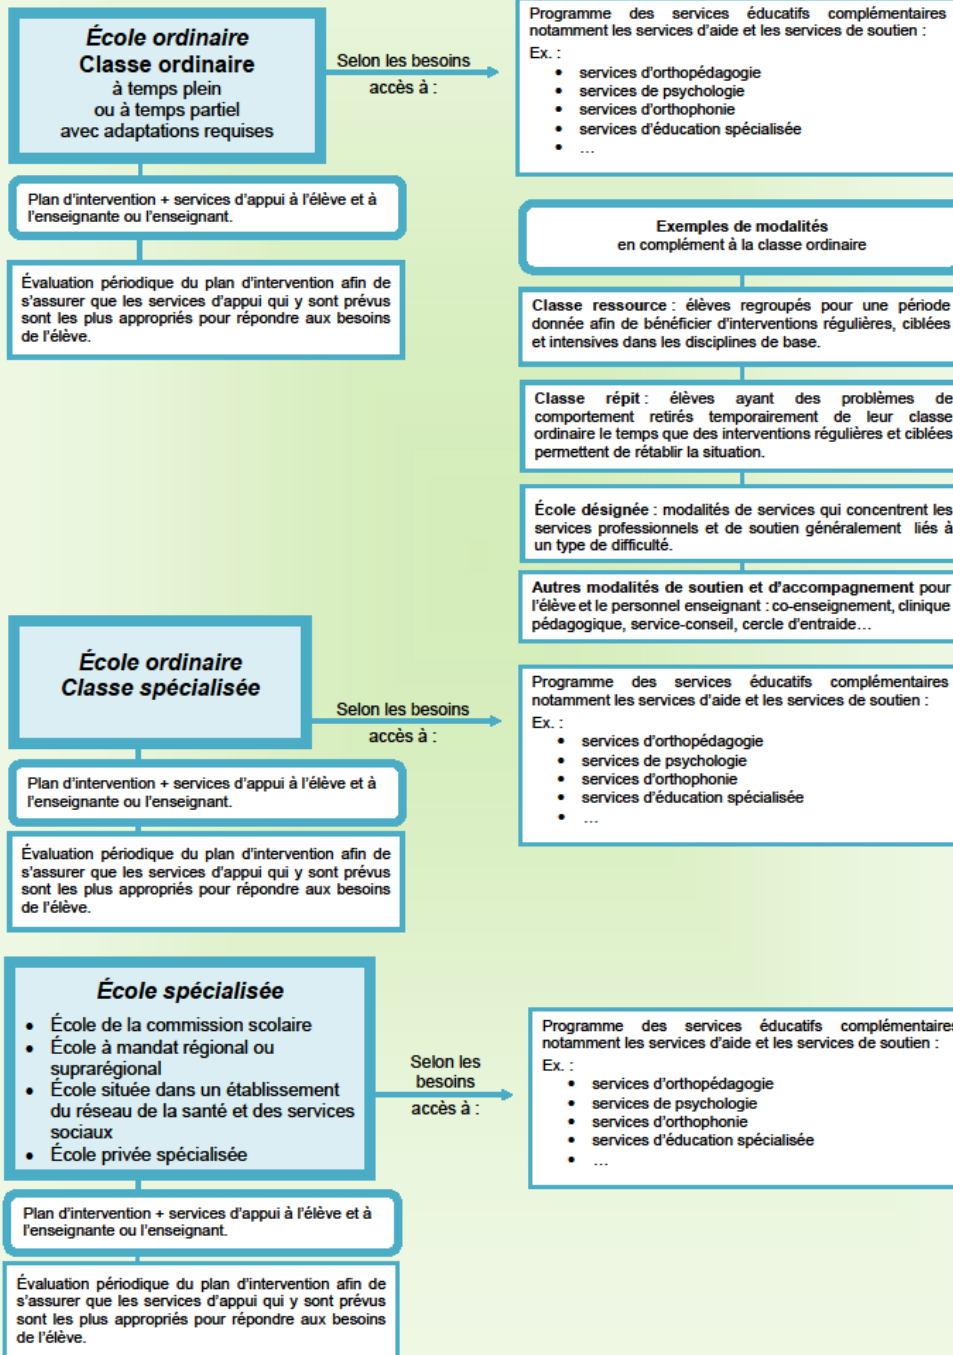 École ordinaire
Classe ordinaire
à temps plein
ou à temps partiel
avec adaptations requises
Selon les besoins
accès à :
Programme des services éducatifs complémentaires
notamment les services d'aide et les services de soutien :
Ex. :
• services d'orthopédagogie
• services de psychologie
• services d'orthophonie
• services d'éducation spécialisée
• …
Plan d'intervention + services d'appui à l'élève et à
l'enseignante ou l'enseignant.
Évaluation périodique du plan d'intervention afin de
s'assurer que les services d'appui qui y sont prévus
sont les plus appropriés pour répondre aux besoins
de l'élève.
Exemples de modalités
en complément à la classe ordinaire
Classe ressource : élèves regroupés pour une période
donnée afin de bénéficier d'interventions régulières, ciblées
et intensives dans les disciplines de base.
Classe répit : élèves ayant des problèmes de
comportement retirés temporairement de leur classe
ordinaire le temps que des interventions régulières et ciblées
permettent de rétablir la situation.
École désignée : modalités de services qui concentrent les
services professionnels et de soutien généralement liés à
un type de difficulté.
Autres modalités de soutien et d'accompagnement pour
l'élève et le personnel enseignant : co-enseignement, clinique
pédagogique, service-conseil, cercle d'entraide…
École ordinaire
Classe spécialisée
Selon les besoins
accès à :
Programme des services éducatifs complémentaires
notamment les services d'aide et les services de soutien :
Ex. :
• services d'orthopédagogie
• services de psychologie
• services d'orthophonie
• services d'éducation spécialisée
• …
Plan d'intervention + services d'appui à l'élève et à
l'enseignante ou l'enseignant.
Évaluation périodique du plan d'intervention afin de
s'assurer que les services d'appui qui y sont prévus
sont les plus appropriés pour répondre aux besoins
de l'élève.
École spécialisée
• École de la commission scolaire
• École à mandat régional ou
suprarégional
• École située dans un établissement
du réseau de la santé et des services
sociaux
• École privée spécialisée
Selon les
besoins
accès à :
Programme des services éducatifs complémentaires
notamment les services d'aide et les services de soutien :
Ex. :
• services d'orthopédagogie
• services de psychologie
• services d'orthophonie
• services d'éducation spécialisée
• …
Plan d'intervention + services d'appui à l'élève et à
l'enseignante ou l'enseignant.
Évaluation périodique du plan d'intervention afin de
s'assurer que les services d'appui qui y sont prévus
sont les plus appropriés pour répondre aux besoins
de l'élève.